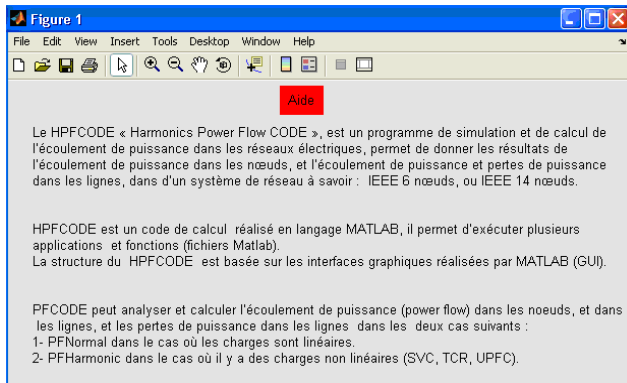 Figure 1
File Edit View Insert Tools Desktop Window Help
Aide
Le HPFCODE « Harmonics Power Flow CODE », est un programme de simulation et de calcul de
l'écoulement de puissance dans les réseaux électriques, permet de donner les résultats de
l'écoulement de puissance dans les nœuds, et l'écoulement de puissance et pertes de puissance
dans les lignes, dans d'un système de réseau à savoir : IEEE 6 nœuds, ou IEEE 14 nœuds.
HPFCODE est un code de calcul réalisé en langage MATLAB, il permet d'exécuter plusieurs
applications et fonctions (fichiers Matlab).
La structure du HPFCODE est basée sur les interfaces graphiques réalisées par MATLAB (GUI).
PFCODE peut analyser et calculer l'écoulement de puissance (power flow) dans les noeuds, et dans
les lignes, et les pertes de puissance dans les lignes dans les deux cas suivants :
1- PFNormal dans le cas où les charges sont linéaires.
2- PFHarmonic dans le cas où il y a des charges non linéaires (SVC, TCR, UPFC).